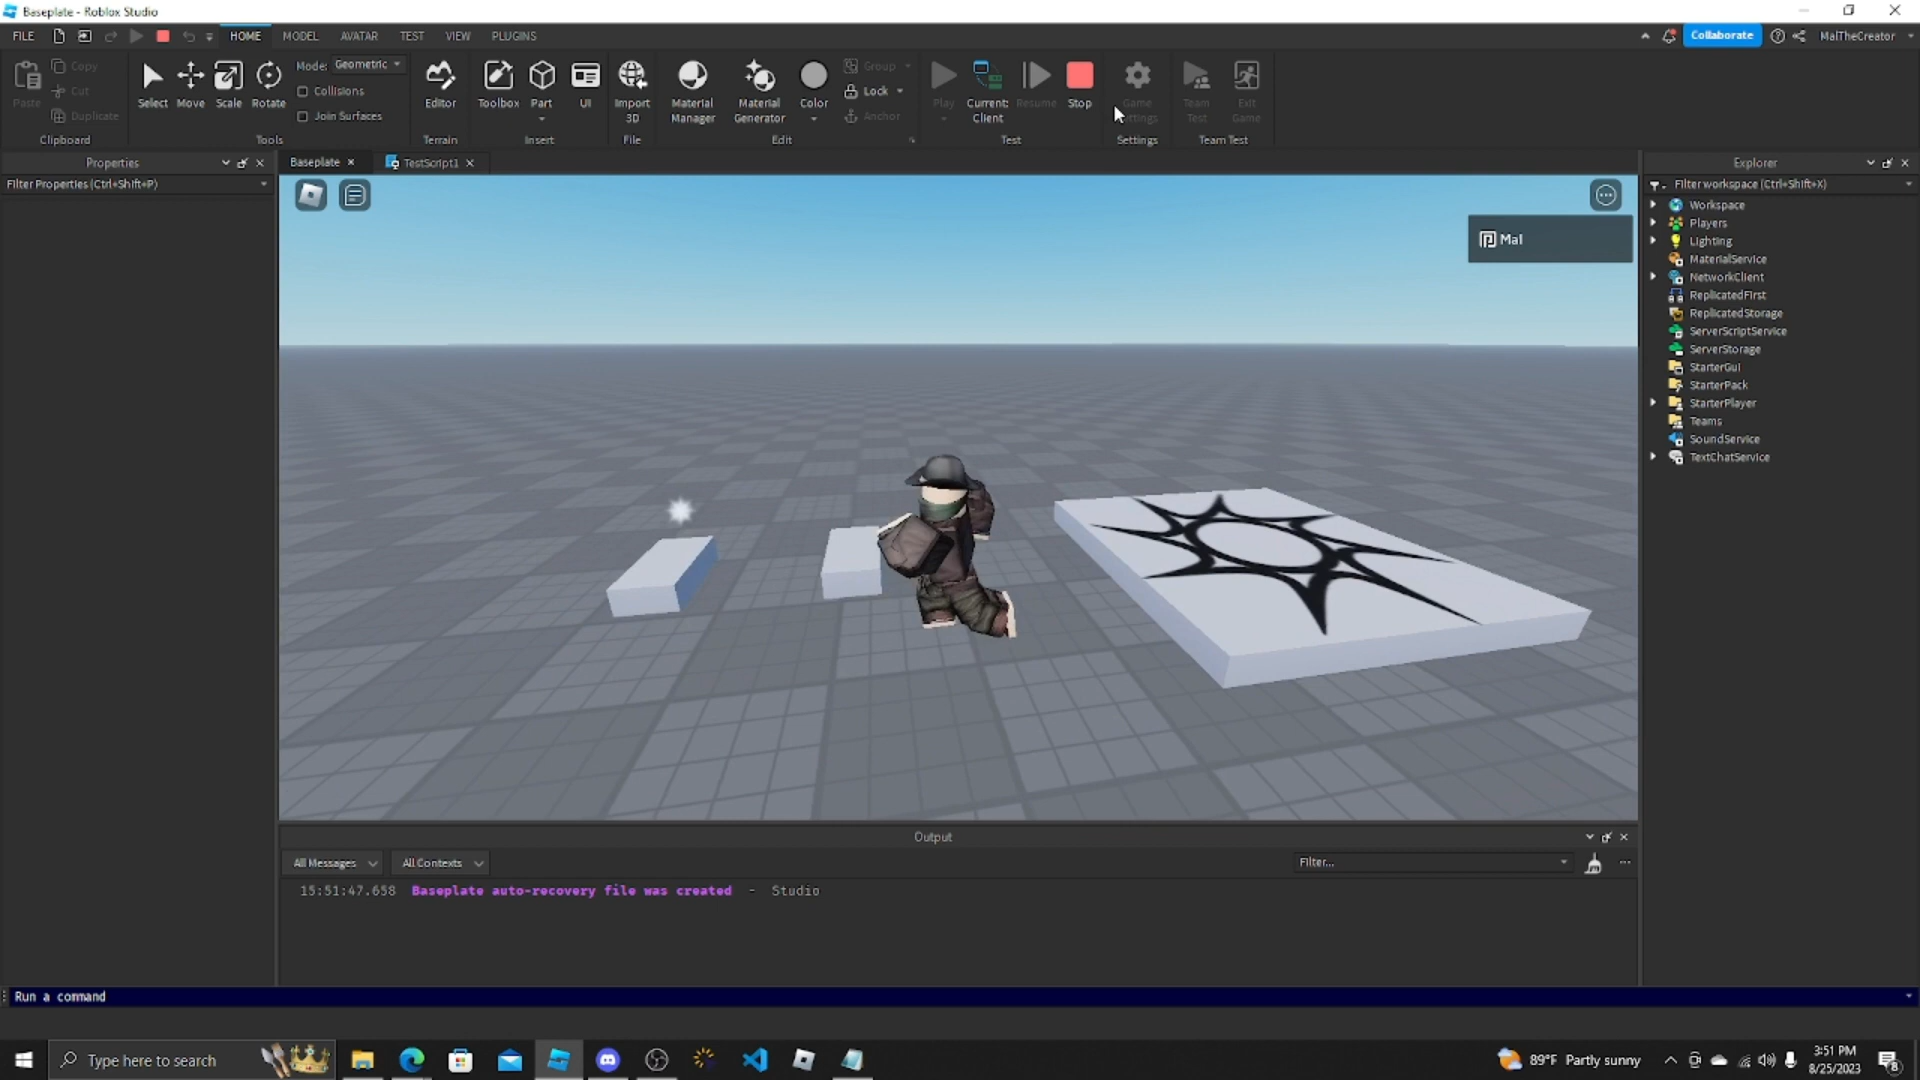 Baseplate - Roblox Studio
FILE HOME MODEL AVATAR TEST VIEW PLUGINS Collaborate MalTheCreator
Paste Copy Cut Duplicate Clipboard
Select Move Scale Rotate Mode: Geometric Collisions Join Surfaces Tools
Editor Terrain
Toolbox Part UI Insert
Import 3D File
Material Manager Material Generator Color Group Lock Anchor Edit
Play Current: Client Resume Stop Test
Game Settings
Team Test Exit Game Team Test
Properties
Filter Properties (Ctrl+Shift+P)
Baseplate × TestScript1 ×
Mal
Explorer
Filter workspace (Ctrl+Shift+X)
Workspace
Players
Lighting
MaterialService
NetworkClient
ReplicatedFirst
ReplicatedStorage
ServerScriptService
ServerStorage
StarterGui
StarterPack
StarterPlayer
Teams
SoundService
TextChatService
Output
All Messages All Contexts Filter...
15:51:47.658 Baseplate auto-recovery file was created - Studio
Run a command
Type here to search
89°F Partly sunny
3:51 PM
8/25/2023
8